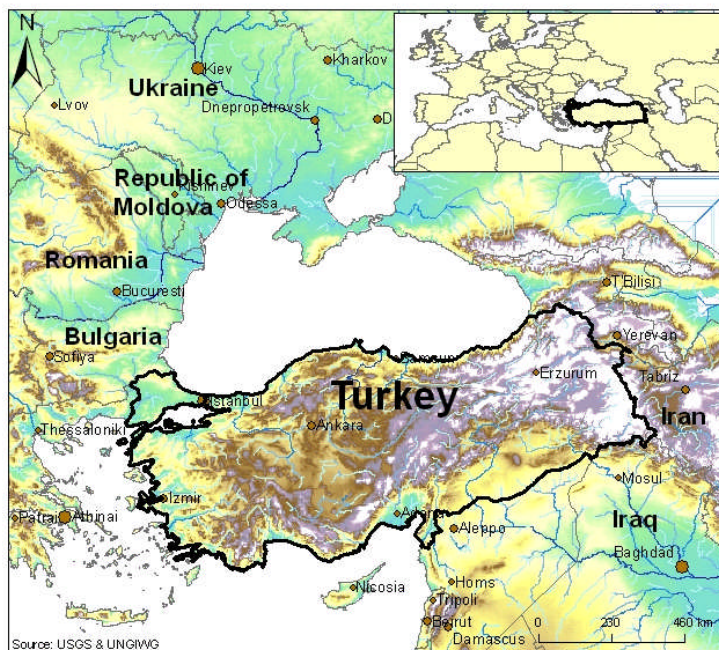 N
Kiev
Kharkov
Ukraine
Lvov
Dnepropetrovsk
D
Republic of
Kishinev
Moldova
Odessa
Romania
Bucuresti
T'Bilisi
Bulgaria
Sofiya
Yerevan
Samsun
Erzurum
Tabriz
Turkey
Istanbul
Iran
Thessaloniki
Ankara
Mosul
Izmir
Adana
Patrai
Athinai
Aleppo
Iraq
Baghdad
Nicosia
Homs
Tripoli
Beirut
Damascus
0 230 460 km
Source: USGS & UNGIWG